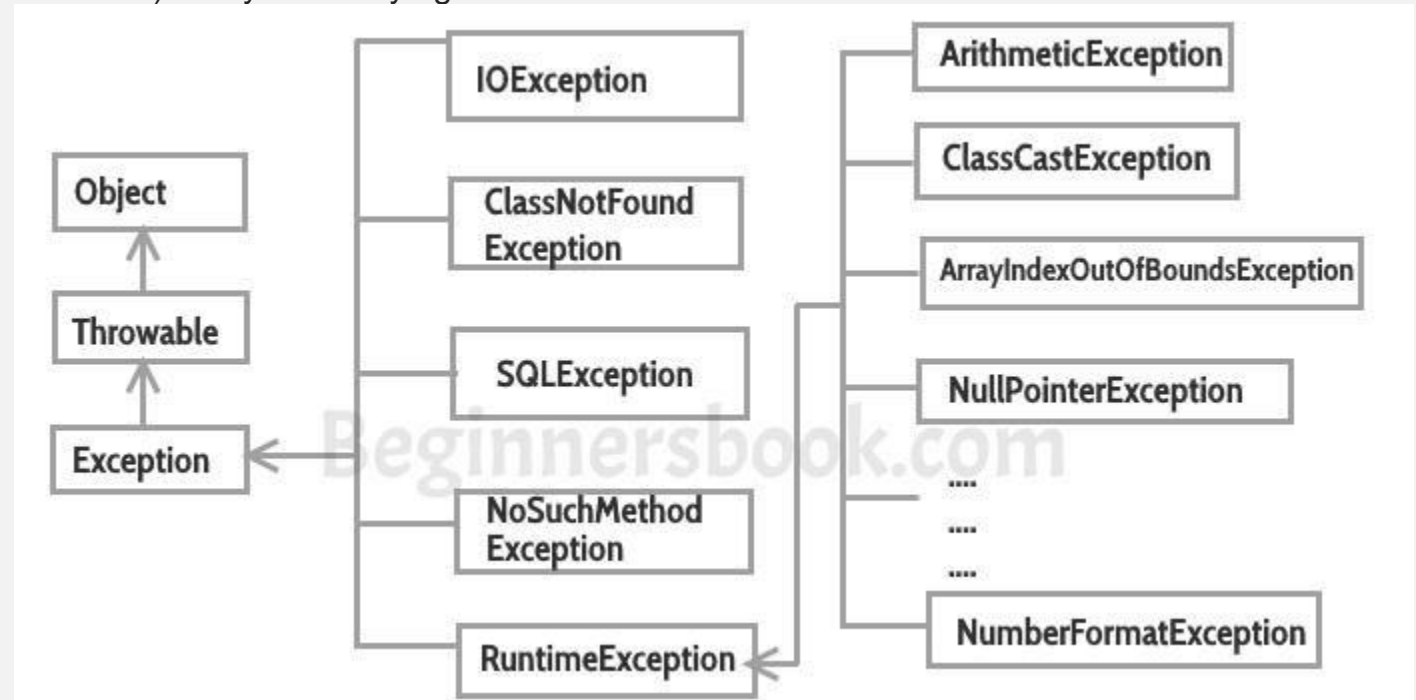 Object
Throwable
Exception
IOException
ClassNotFound
Exception
SQLException
NoSuchMethod
Exception
RuntimeException
ArithmeticException
ClassCastException
ArrayIndexOutOfBoundsException
NullPointerException
....
....
....
NumberFormatException
Beginnersbook.com